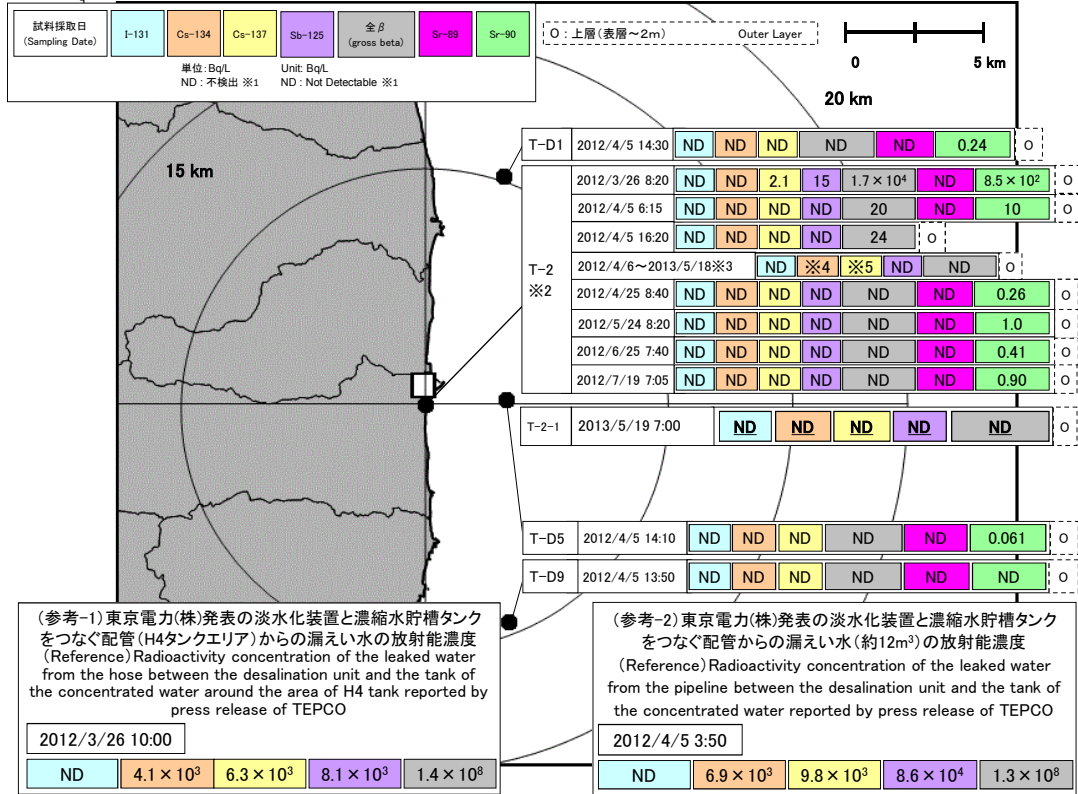 試料採取日
(Sampling Date)
I-131
Cs-134
Cs-137
Sb-125
全β
(gross beta)
Sr-89
Sr-90
単位：Bq/L Unit: Bq/L
ND：不検出 ※1 ND : Not Detectable ※1
O：上層(表層～2m) Outer Layer
0 5 km
20 km
15 km
T-D1 2012/4/5 14:30 ND ND ND ND ND 0.24 O
T-2
※2
2012/3/26 8:20 ND ND 2.1 15 1.7×10⁴ ND 8.5×10² O
2012/4/5 6:15 ND ND ND ND 20 ND 10 O
2012/4/5 16:20 ND ND ND ND 24 O
2012/4/6～2013/5/18※3 ND ※4 ※5 ND ND O
2012/4/25 8:40 ND ND ND ND ND ND 0.26 O
2012/5/24 8:20 ND ND ND ND ND ND 1.0 O
2012/6/25 7:40 ND ND ND ND ND ND 0.41 O
2012/7/19 7:05 ND ND ND ND ND ND 0.90 O
T-2-1 2013/5/19 7:00 ND ND ND ND ND O
T-D5 2012/4/5 14:10 ND ND ND ND ND 0.061 O
T-D9 2012/4/5 13:50 ND ND ND ND ND ND O
(参考-1)東京電力(株)発表の淡水化装置と濃縮水貯槽タンク
をつなぐ配管(H4タンクエリア)からの漏えい水の放射能濃度
(Reference)Radioactivity concentration of the leaked water
from the hose between the desalination unit and the tank of
the concentrated water around the area of H4 tank reported by
press release of TEPCO
2012/3/26 10:00
ND 4.1×10³ 6.3×10³ 8.1×10³ 1.4×10⁸
(参考-2)東京電力(株)発表の淡水化装置と濃縮水貯槽タンク
をつなぐ配管からの漏えい水(約12m³)の放射能濃度
(Reference)Radioactivity concentration of the leaked water
from the pipeline between the desalination unit and the tank of
the concentrated water reported by press release of TEPCO
2012/4/5 3:50
ND 6.9×10³ 9.8×10³ 8.6×10⁴ 1.3×10⁸